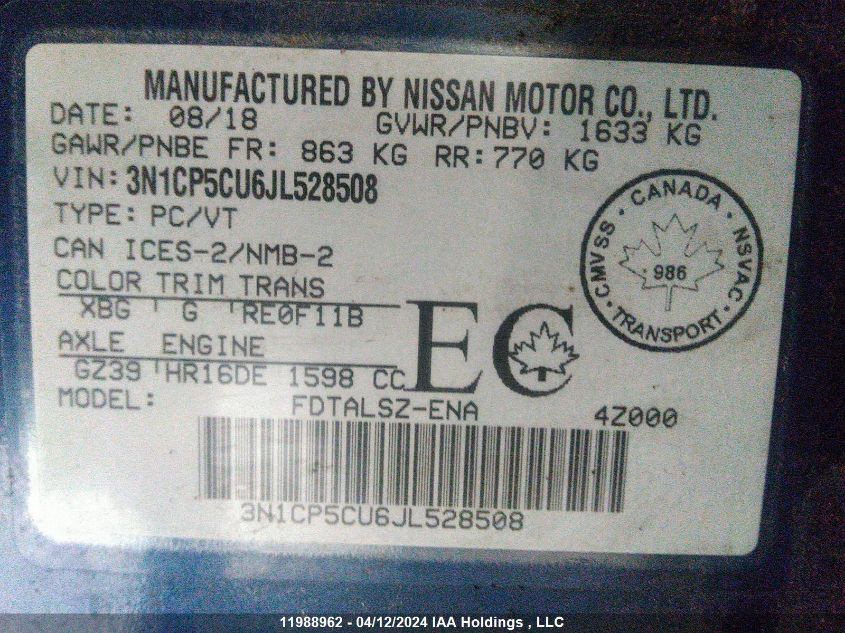 MANUFACTURED BY NISSAN MOTOR CO., LTD.
DATE: 08/18 GVWR/PNBV: 1633 KG
GAWR/PNBE FR: 863 KG RR: 770 KG
VIN: 3N1CP5CU6JL528508
TYPE: PC/VT
CAN ICES-2/NMB-2
COLOR TRIM TRANS
XBG G RE0F11B
AXLE ENGINE
GZ39 HR16DE 1598 CC
MODEL: FDTALSZ-ENA 4Z000
EC
CMVSS · CANADA · NSVAC · TRANSPORT ·
986
3N1CP5CU6JL528508
11988962 - 04/12/2024 IAA Holdings , LLC